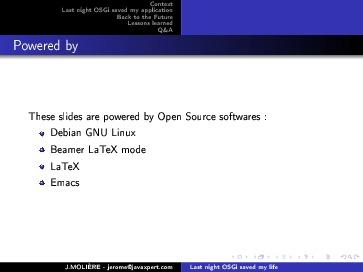 Context
Last night OSGi saved my application
Back to the Future
Lessons learned
Q&A
Powered by
These slides are powered by Open Source softwares :
Debian GNU Linux
Beamer LaTeX mode
LaTeX
Emacs
J.MOLIÈRE - jerome@javaxpert.com
Last night OSGi saved my life